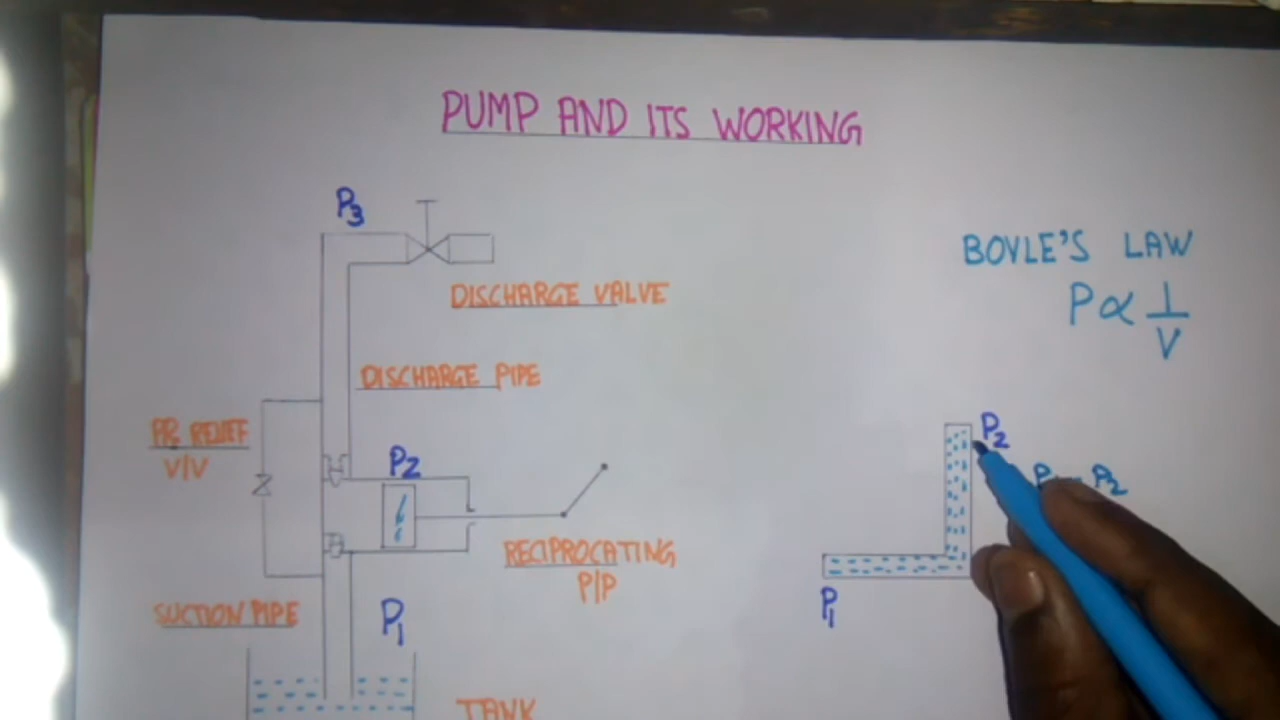 PUMP AND ITS WORKING
P3
BOYLE'S LAW
P ∝ 1/V
DISCHARGE VALVE
DISCHARGE PIPE
PR RELIEF
V/V
P2
P2
P2
RECIPROCATING
P/P
SUCTION PIPE
P1
P1
TANK